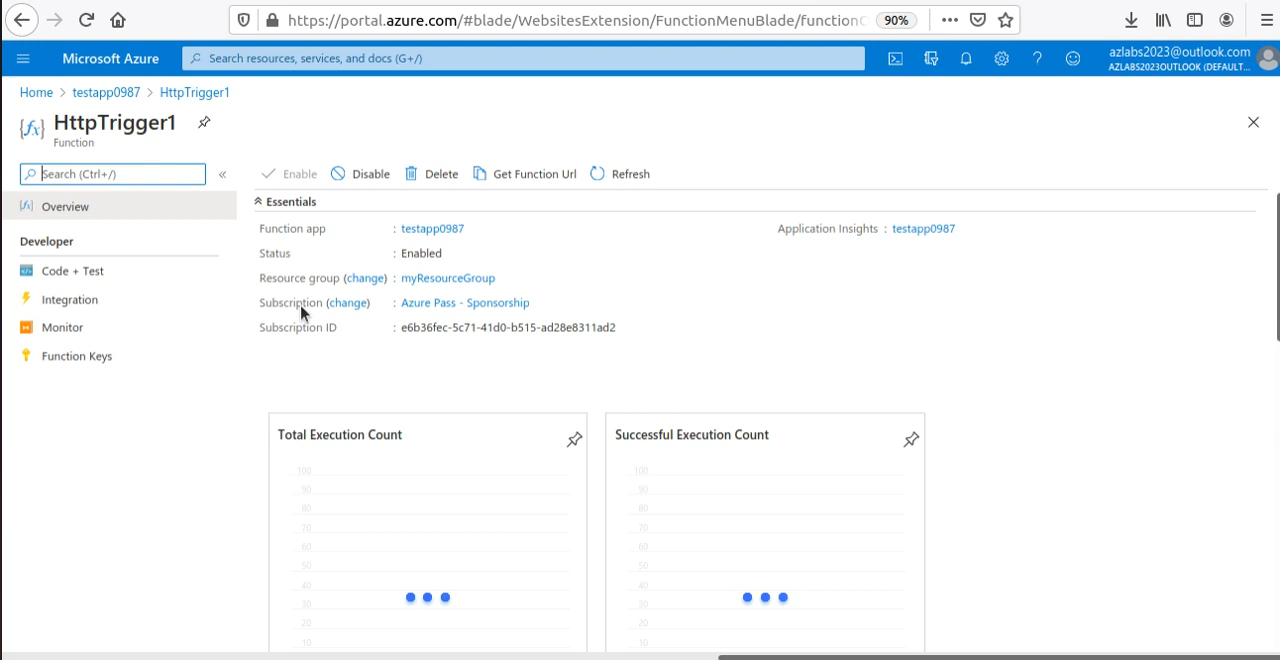 https://portal.azure.com/#blade/WebsitesExtension/FunctionMenuBlade/function
90%
Microsoft Azure
Search resources, services, and docs (G+/)
azlabs2023@outlook.com
AZLABS2023OUTLOOK (DEFAULT...
Home > testapp0987 > HttpTrigger1
HttpTrigger1
Function
Search (Ctrl+/)
«
Enable
Disable
Delete
Get Function Url
Refresh
Overview
Developer
Code + Test
Integration
Monitor
Function Keys
Essentials
Function app : testapp0987
Application Insights : testapp0987
Status : Enabled
Resource group (change) : myResourceGroup
Subscription (change) : Azure Pass - Sponsorship
Subscription ID : e6b36fec-5c71-41d0-b515-ad28e8311ad2
Total Execution Count
100
90
80
70
60
50
40
30
20
10
Successful Execution Count
100
90
80
70
60
50
40
30
20
10